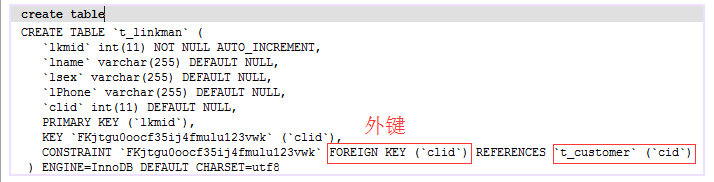 create table
CREATE TABLE `t_linkman` (
`lkmid` int(11) NOT NULL AUTO_INCREMENT,
`lname` varchar(255) DEFAULT NULL,
`lsex` varchar(255) DEFAULT NULL,
`lPhone` varchar(255) DEFAULT NULL,
`clid` int(11) DEFAULT NULL,
PRIMARY KEY (`lkmid`),
外键
KEY `FKjtgu0oocf35ij4fmulu123vwk` (`clid`),
CONSTRAINT `FKjtgu0oocf35ij4fmulu123vwk` FOREIGN KEY (`clid`) REFERENCES `t_customer` (`cid`)
) ENGINE=InnoDB DEFAULT CHARSET=utf8